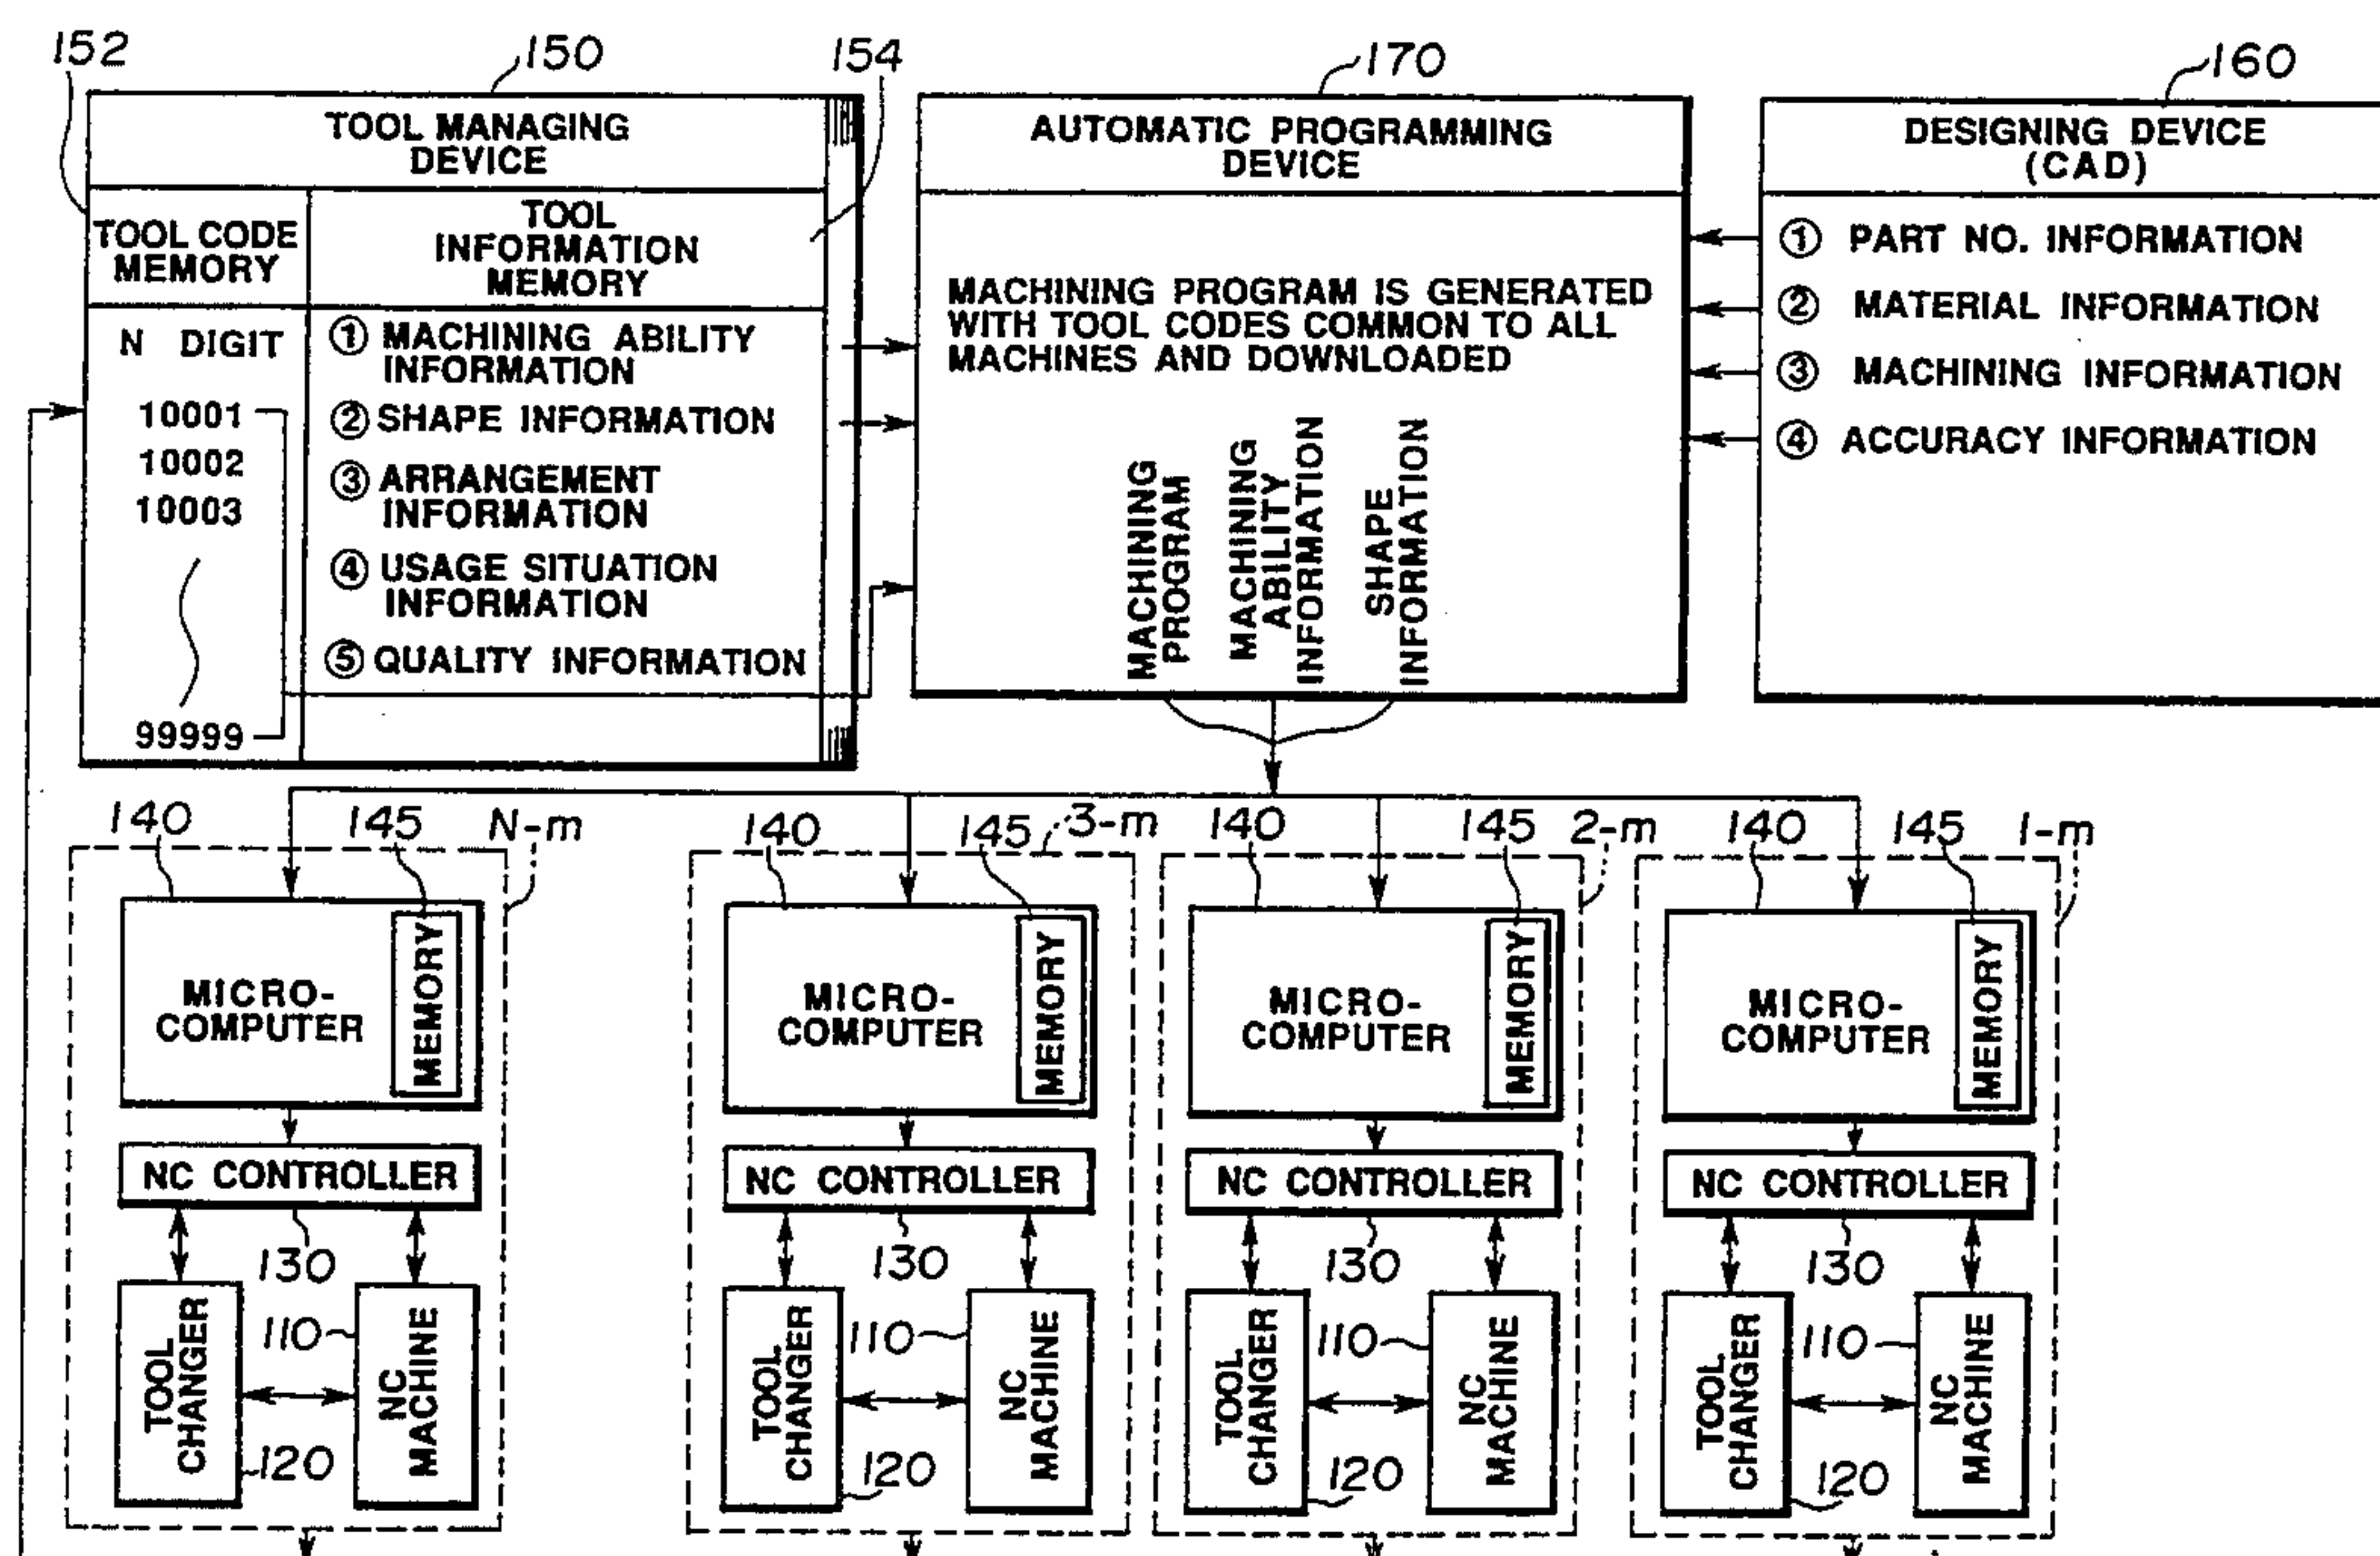 152
150
154
170
160
TOOL MANAGING
DEVICE
TOOL CODE
MEMORY
TOOL
INFORMATION
MEMORY
N DIGIT
10001
10002
10003
99999
① MACHINING ABILITY
INFORMATION
② SHAPE INFORMATION
③ ARRANGEMENT
INFORMATION
④ USAGE SITUATION
INFORMATION
⑤ QUALITY INFORMATION
AUTOMATIC PROGRAMMING
DEVICE
MACHINING PROGRAM IS GENERATED
WITH TOOL CODES COMMON TO ALL
MACHINES AND DOWNLOADED
MACHINING
PROGRAM
MACHINING
ABILITY
INFORMATION
SHAPE
INFORMATION
DESIGNING DEVICE
(CAD)
① PART NO. INFORMATION
② MATERIAL INFORMATION
③ MACHINING INFORMATION
④ ACCURACY INFORMATION
140
145
N-m
MICRO-
COMPUTER
MEMORY
NC CONTROLLER
130
TOOL
CHANGER
110
120
NC
MACHINE
140
145
3-m
MICRO-
COMPUTER
MEMORY
NC CONTROLLER
130
TOOL
CHANGER
110
120
NC
MACHINE
140
145
2-m
MICRO-
COMPUTER
MEMORY
NC CONTROLLER
130
TOOL
CHANGER
110
120
NC
MACHINE
140
145
1-m
MICRO-
COMPUTER
MEMORY
NC CONTROLLER
130
TOOL
CHANGER
110
120
NC
MACHINE